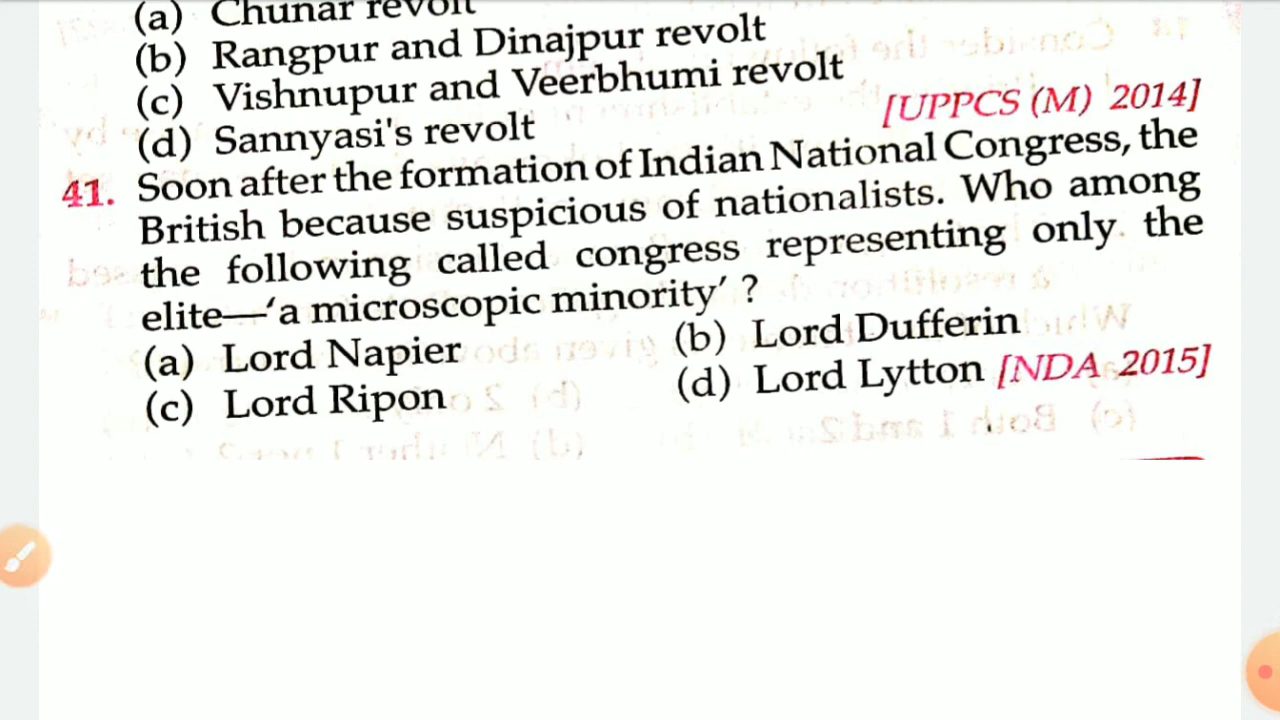 (a) Chunar revolt
(b) Rangpur and Dinajpur revolt
(c) Vishnupur and Veerbhumi revolt
(d) Sannyasi's revolt [UPPCS (M) 2014]
41. Soon after the formation of Indian National Congress, the
British because suspicious of nationalists. Who among
the following called congress representing only the
elite—‘a microscopic minority’ ?
(a) Lord Napier (b) Lord Dufferin
(c) Lord Ripon (d) Lord Lytton [NDA 2015]